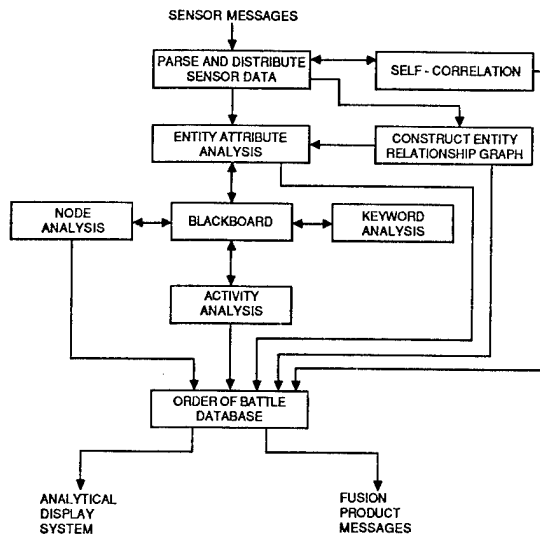 SENSOR MESSAGES
PARSE AND DISTRIBUTE
SENSOR DATA
SELF - CORRELATION
ENTITY ATTRIBUTE
ANALYSIS
CONSTRUCT ENTITY
RELATIONSHIP GRAPH
NODE
ANALYSIS
BLACKBOARD
KEYWORD
ANALYSIS
ACTIVITY
ANALYSIS
ORDER OF BATTLE
DATABASE
ANALYTICAL
DISPLAY
SYSTEM
FUSION
PRODUCT
MESSAGES